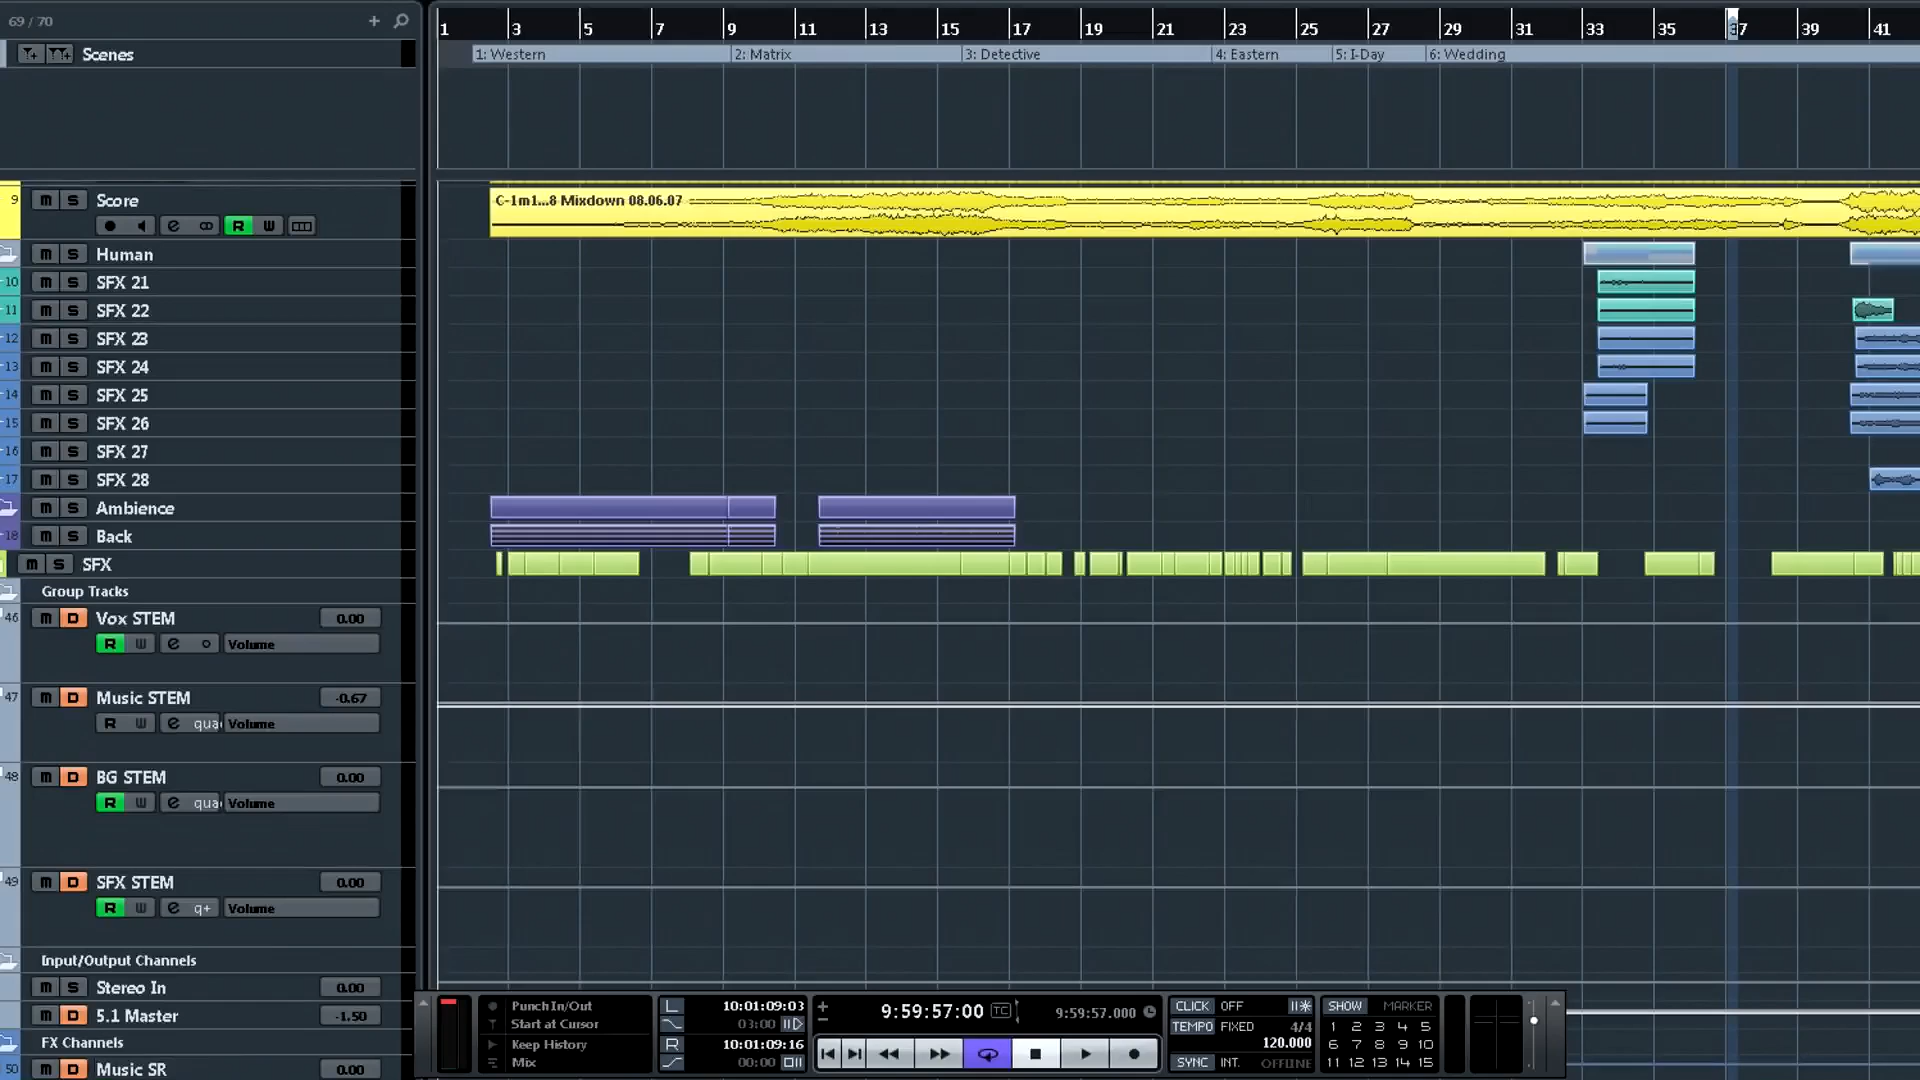 69 / 70
1 3 5 7 9 11 13 15 17 19 21 23 25 27 29 31 33 35 37 39 41
Scenes
1: Western 2: Matrix 3: Detective 4: Eastern 5: I-Day 6: Wedding
9 m S Score
C-1m1...8 Mixdown 08.06.07
e R W
m S Human
10 m S SFX 21
11 m S SFX 22
12 m S SFX 23
13 m S SFX 24
14 m S SFX 25
15 m S SFX 26
16 m S SFX 27
17 m S SFX 28
m S Ambience
18 m S Back
m S SFX
Group Tracks
46 m D Vox STEM 0.00
R W e Volume
47 m D Music STEM -0.67
R W e qua Volume
48 m D BG STEM 0.00
R W e qua Volume
49 m D SFX STEM 0.00
R W e q+ Volume
Input/Output Channels
m S Stereo In 0.00
m D 5.1 Master -1.50
FX Channels
50 m S Music SR 0.00
Punch In/Out
Start at Cursor
Keep History
Mix
L 10:01:09:03
03:00
R 10:01:09:16
00:00
9:59:57:00 TC 9:59:57.000
CLICK OFF
TEMPO FIXED 4/4
120.000
SYNC INT. OFFLINE
SHOW MARKER
1 2 3 4 5
6 7 8 9 10
11 12 13 14 15